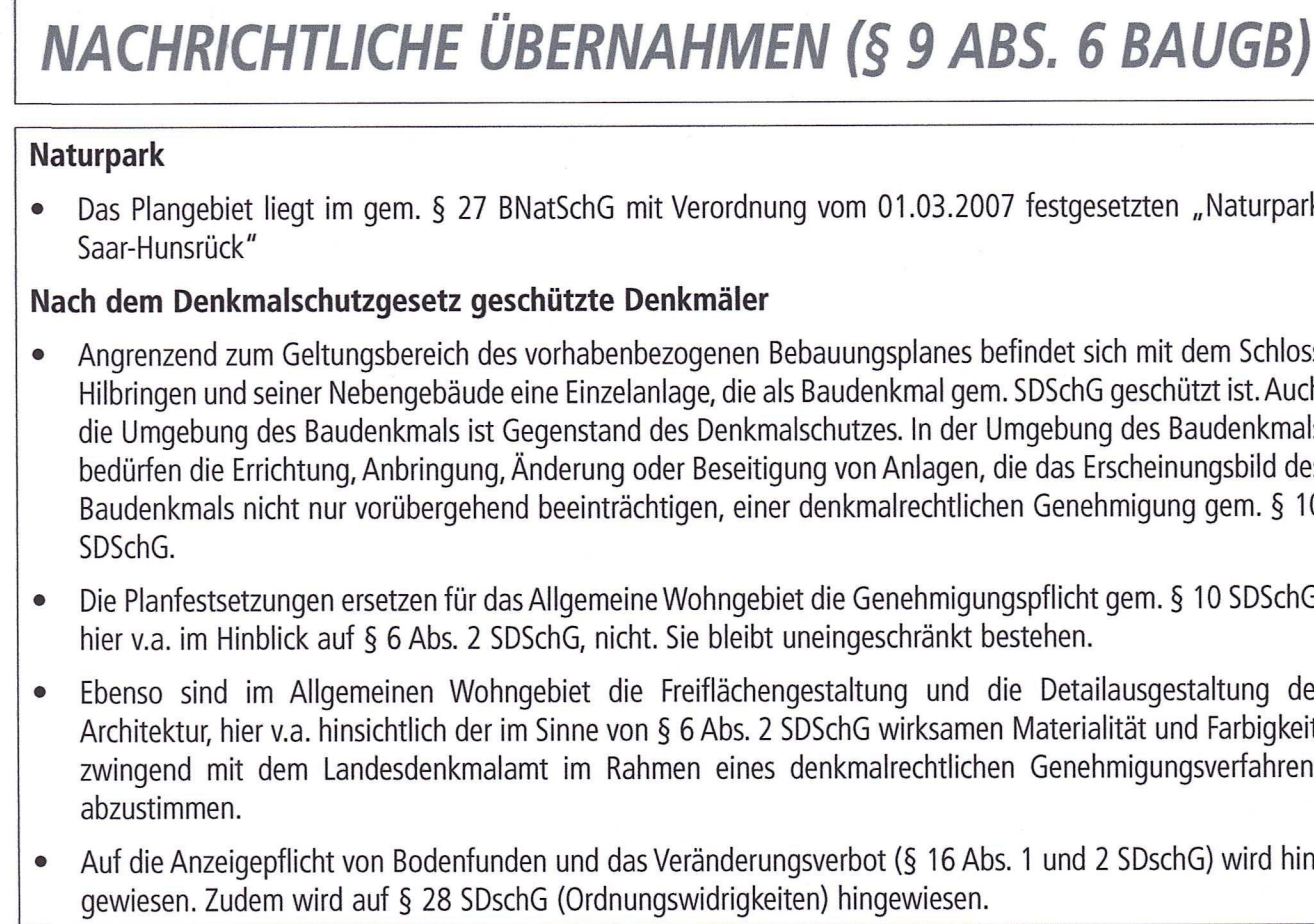 NACHRICHTLICHE ÜBERNAHMEN (§ 9 ABS. 6 BAUGB)
Naturpark
• Das Plangebiet liegt im gem. § 27 BNatSchG mit Verordnung vom 01.03.2007 festgesetzten „Naturpark
Saar-Hunsrück"
Nach dem Denkmalschutzgesetz geschützte Denkmäler
• Angrenzend zum Geltungsbereich des vorhabenbezogenen Bebauungsplanes befindet sich mit dem Schloss
Hilbringen und seiner Nebengebäude eine Einzelanlage, die als Baudenkmal gem. SDSchG geschützt ist. Auch
die Umgebung des Baudenkmals ist Gegenstand des Denkmalschutzes. In der Umgebung des Baudenkmals
bedürfen die Errichtung, Anbringung, Änderung oder Beseitigung von Anlagen, die das Erscheinungsbild des
Baudenkmals nicht nur vorübergehend beeinträchtigen, einer denkmalrechtlichen Genehmigung gem. § 10
SDSchG.
• Die Planfestsetzungen ersetzen für das Allgemeine Wohngebiet die Genehmigungspflicht gem. § 10 SDSchG
hier v.a. im Hinblick auf § 6 Abs. 2 SDSchG, nicht. Sie bleibt uneingeschränkt bestehen.
• Ebenso sind im Allgemeinen Wohngebiet die Freiflächengestaltung und die Detailausgestaltung de
Architektur, hier v.a. hinsichtlich der im Sinne von § 6 Abs. 2 SDSchG wirksamen Materialität und Farbigkeit
zwingend mit dem Landesdenkmalamt im Rahmen eines denkmalrechtlichen Genehmigungsverfahren
abzustimmen.
• Auf die Anzeigepflicht von Bodenfunden und das Veränderungsverbot (§ 16 Abs. 1 und 2 SDschG) wird hin
gewiesen. Zudem wird auf § 28 SDschG (Ordnungswidrigkeiten) hingewiesen.